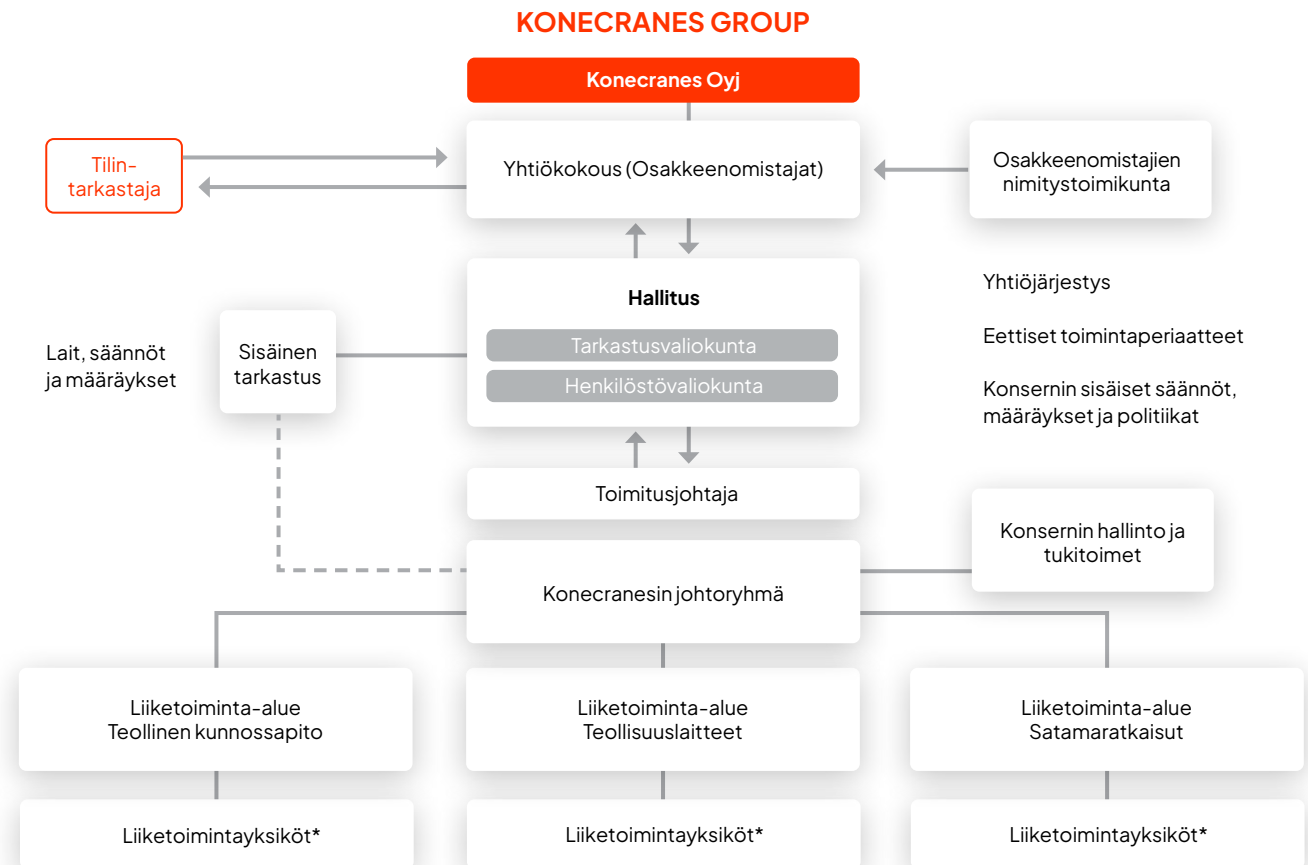 KONECRANES GROUP
Konecranes Oyj
Tilin-
tarkastaja
Yhtiökokous (Osakkeenomistajat)
Osakkeenomistajien
nimitystoimikunta
Hallitus
Tarkastusvaliokunta
Henkilöstövaliokunta
Lait, säännöt
ja määräykset
Sisäinen
tarkastus
Yhtiöjärjestys
Eettiset toimintaperiaatteet
Konsernin sisäiset säännöt,
määräykset ja politiikat
Toimitusjohtaja
Konsernin hallinto ja
tukitoimet
Konecranesin johtoryhmä
Liiketoiminta-alue
Teollinen kunnossapito
Liiketoiminta-alue
Teollisuuslaitteet
Liiketoiminta-alue
Satamaratkaisut
Liiketoimintayksiköt*
Liiketoimintayksiköt*
Liiketoimintayksiköt*